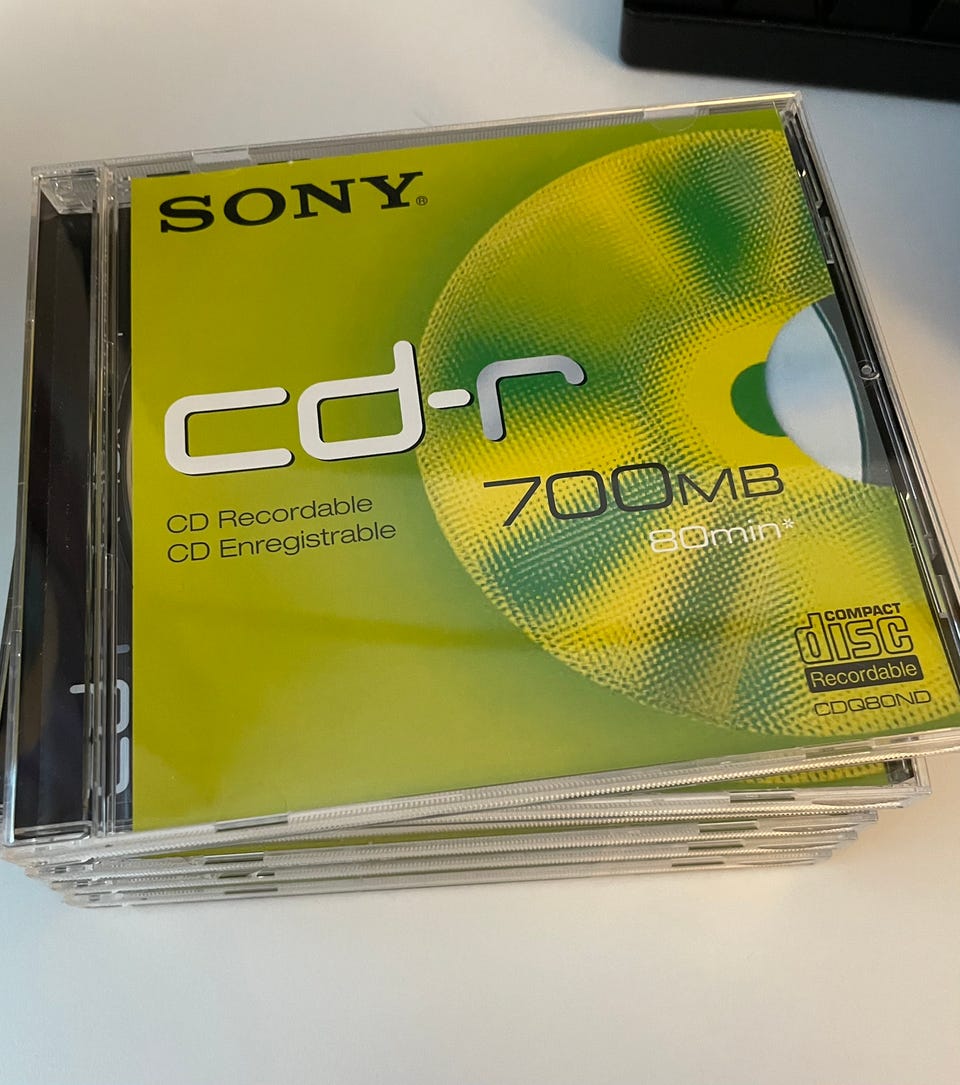 SONY®
cd-r
CD Recordable
CD Enregistrable
700MB
80min*
COMPACT
disc
Recordable
CDQ80ND